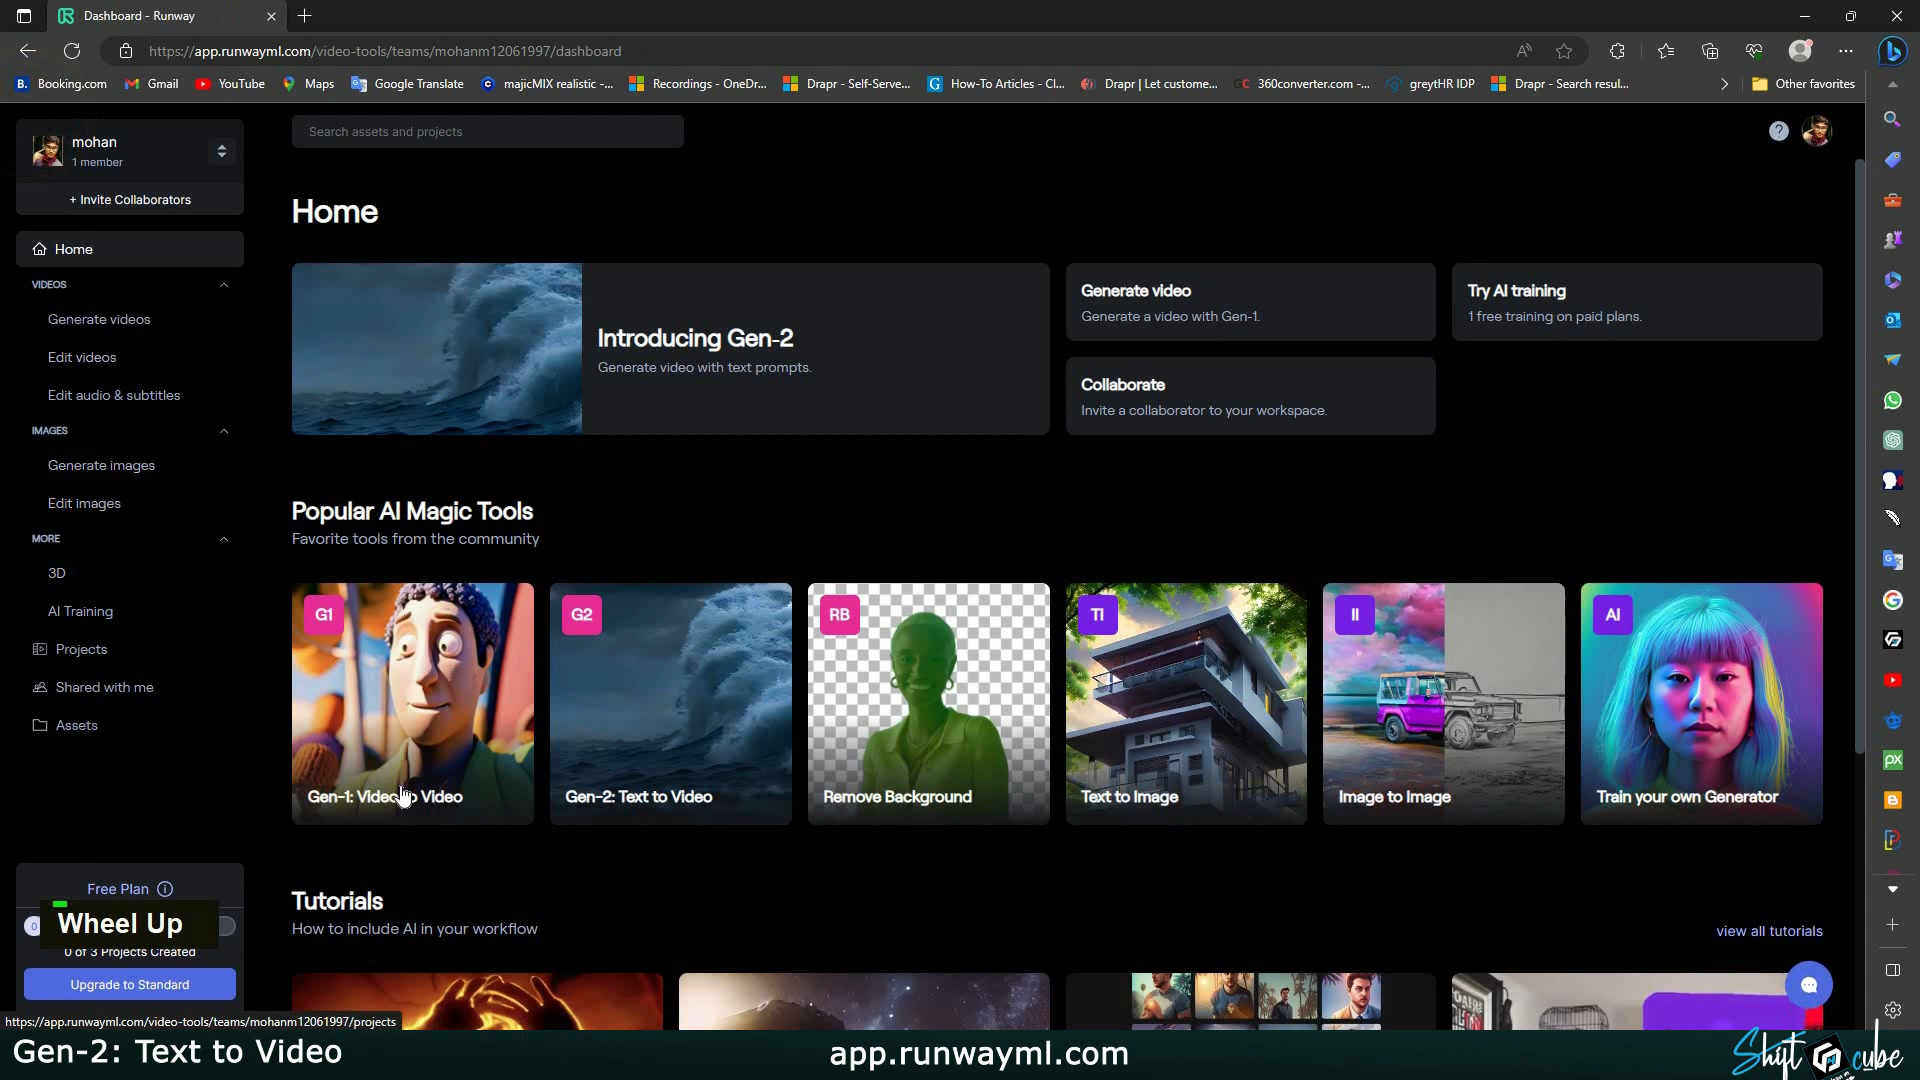 Dashboard - Runway
https://app.runwayml.com/video-tools/teams/mohanm12061997/dashboard
Booking.com
Gmail
YouTube
Maps
Google Translate
majicMIX realistic -...
Recordings - OneDr...
Drapr - Self-Serve...
How-To Articles - Cl...
Drapr | Let custome...
360converter.com -...
greytHR IDP
Drapr - Search resul...
Other favorites
mohan
1 member
+ Invite Collaborators
Search assets and projects
Home
VIDEOS
Generate videos
Edit videos
Edit audio & subtitles
IMAGES
Generate images
Edit images
MORE
3D
AI Training
Projects
Shared with me
Assets
Free Plan
Wheel Up
0 of 3 Projects Created
Upgrade to Standard
Home
Introducing Gen-2
Generate video with text prompts.
Generate video
Generate a video with Gen-1.
Try AI training
1 free training on paid plans.
Collaborate
Invite a collaborator to your workspace.
Popular AI Magic Tools
Favorite tools from the community
G1
Gen-1: Video Video
G2
Gen-2: Text to Video
RB
Remove Background
TI
Text to Image
II
Image to Image
AI
Train your own Generator
Tutorials
How to include AI in your workflow
view all tutorials
https://app.runwayml.com/video-tools/teams/mohanm12061997/projects
Gen-2: Text to Video
app.runwayml.com
Shift cube